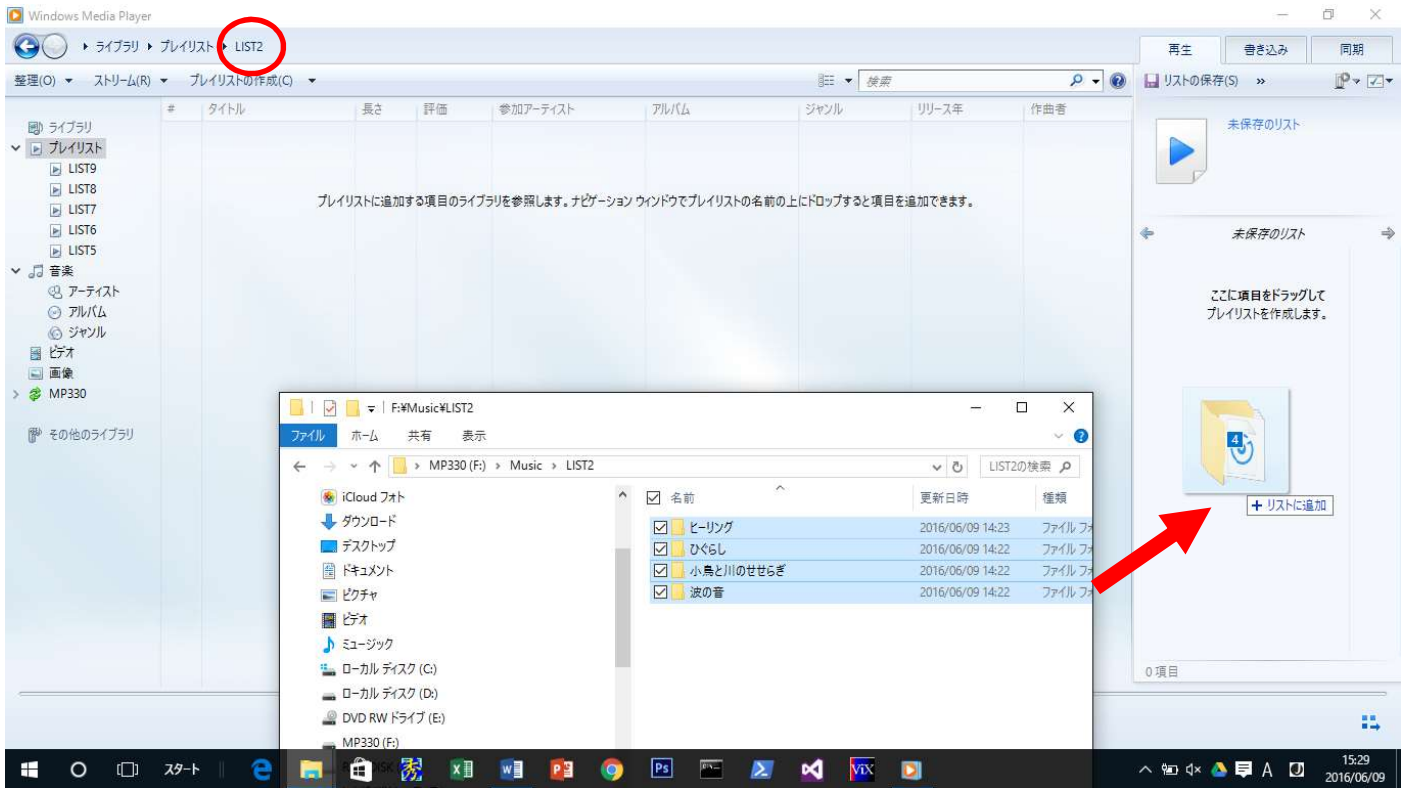 Windows Media Player
ライブラリ プレイリスト LIST2
再生 書き込み 同期
整理(O) ストリーム(R) プレイリストの作成(C) 検索 リストの保存(S) »
# タイトル 長さ 評価 参加アーティスト アルバム ジャンル リリース年 作曲者
ライブラリ
プレイリスト
LIST9
LIST8
LIST7
LIST6
LIST5
音楽
アーティスト
アルバム
ジャンル
ビデオ
画像
MP330
その他のライブラリ
プレイリストに追加する項目のライブラリを参照します。ナビゲーション ウィンドウでプレイリストの名前の上にドロップすると項目を追加できます。
未保存のリスト
未保存のリスト
ここに項目をドラッグして
プレイリストを作成します。
4
+ リストに追加
0 項目
F:¥Music¥LIST2
ファイル ホーム 共有 表示
MP330 (F:) › Music › LIST2 LIST2の検索
iCloud フォト
ダウンロード
デスクトップ
ドキュメント
ピクチャ
ビデオ
ミュージック
ローカル ディスク (C:)
ローカル ディスク (D:)
DVD RW ドライブ (E:)
MP330 (F:)
名前 更新日時 種類
ヒーリング 2016/06/09 14:23 ファイル フォ
ひぐらし 2016/06/09 14:22 ファイル フォ
小鳥と川のせせらぎ 2016/06/09 14:22 ファイル フォ
波の音 2016/06/09 14:22 ファイル フォ
スタート
秀
Ps
ViX
A
15:29
2016/06/09